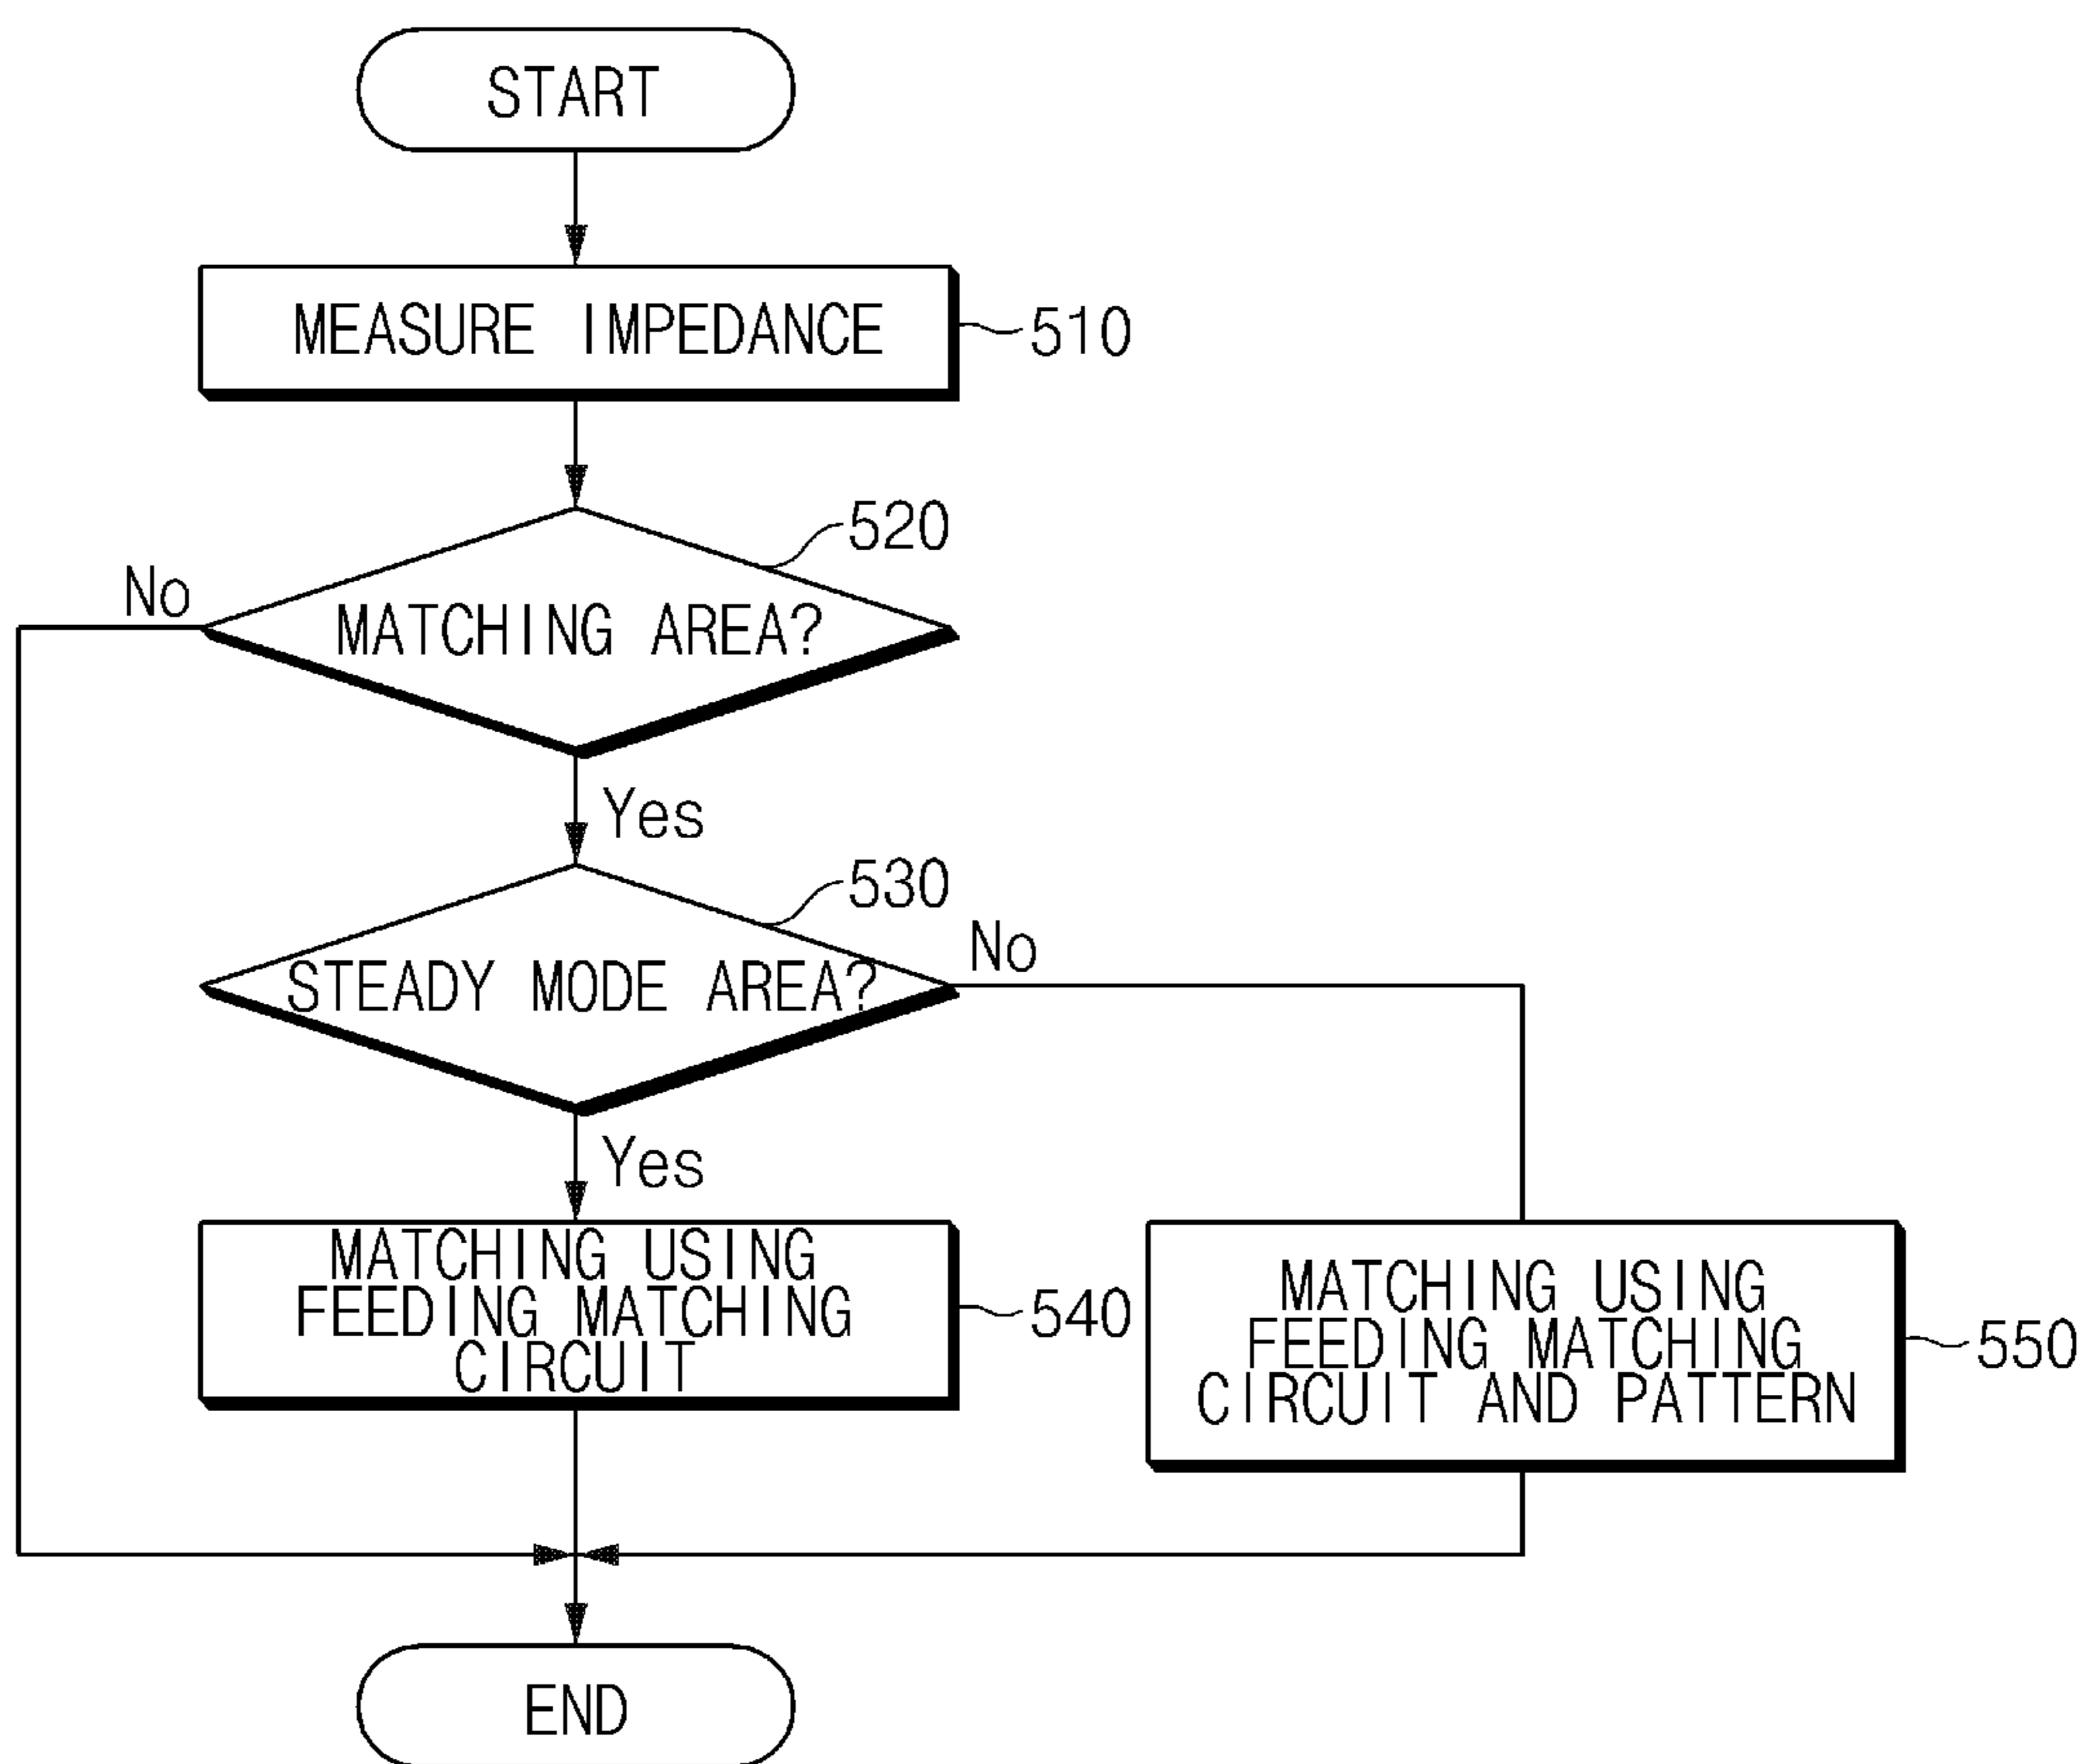 START
MEASURE IMPEDANCE
510
520
No
MATCHING AREA?
Yes
530
No
STEADY MODE AREA?
Yes
MATCHING USING
FEEDING MATCHING
CIRCUIT
540
MATCHING USING
FEEDING MATCHING
CIRCUIT AND PATTERN
550
END